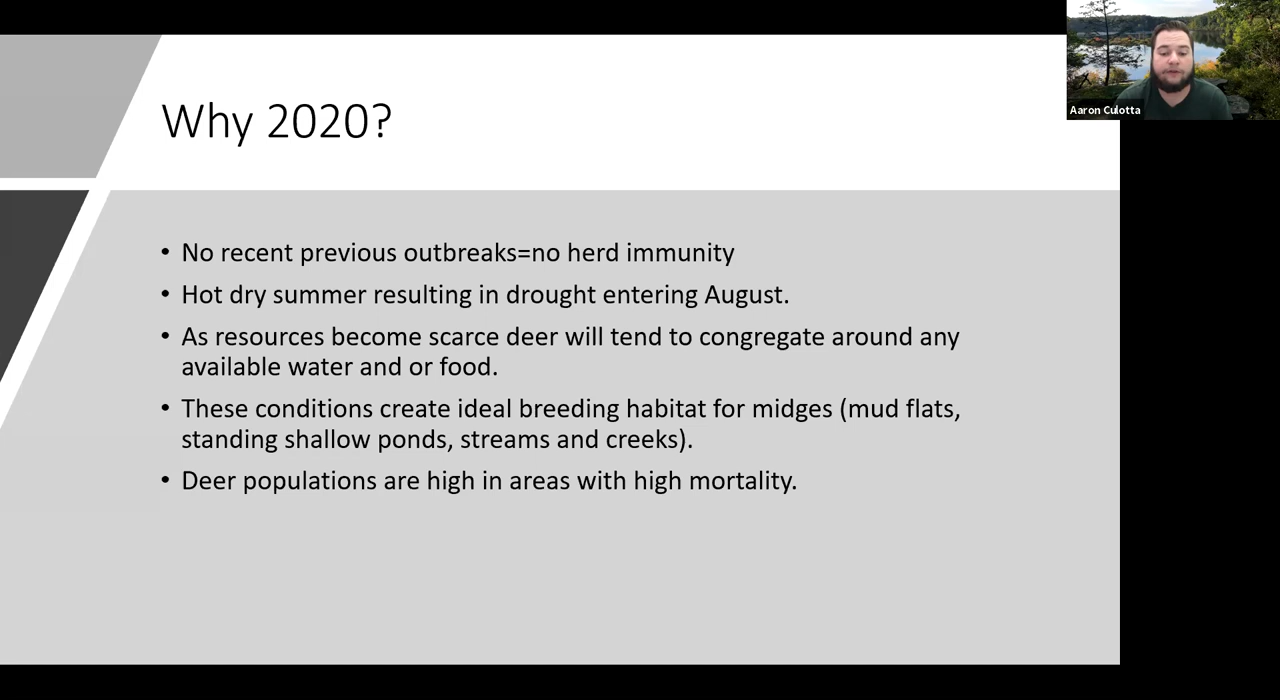 Why 2020?
Aaron Culotta
• No recent previous outbreaks=no herd immunity
• Hot dry summer resulting in drought entering August.
• As resources become scarce deer will tend to congregate around any
available water and or food.
• These conditions create ideal breeding habitat for midges (mud flats,
standing shallow ponds, streams and creeks).
• Deer populations are high in areas with high mortality.